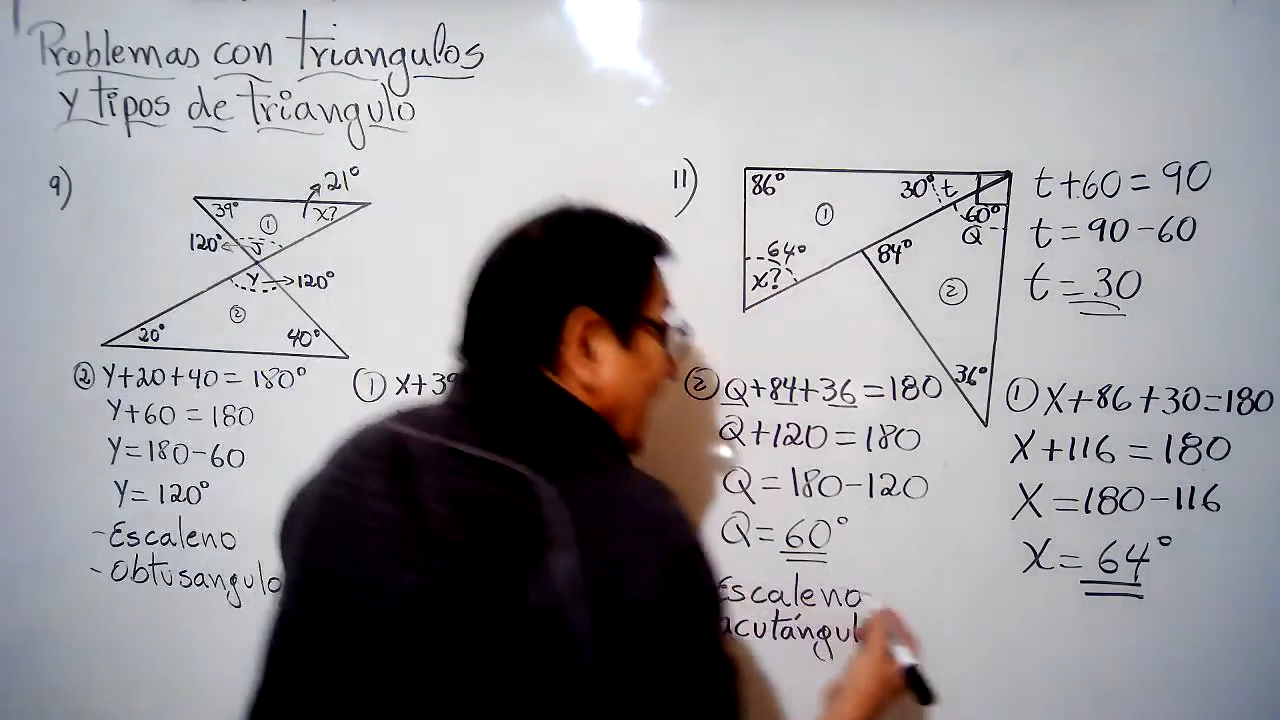 Problemas con triangulos
y tipos de triangulo
9)
21°
39°
①
x?
120°
J
y
120°
②
20°
40°
② Y+20+40=180°
Y+60=180
Y=180-60
Y=120°
-Escaleno
-Obtusangulo
① X+39
11)
86°
30°
t
①
60°
Q
64°
x?
84°
②
36°
t+60=90
t=90-60
t=30
② Q+84+36=180
Q+120=180
Q=180-120
Q=60°
Escaleno
① X+86+30=180
X+116=180
X=180-116
X=64°